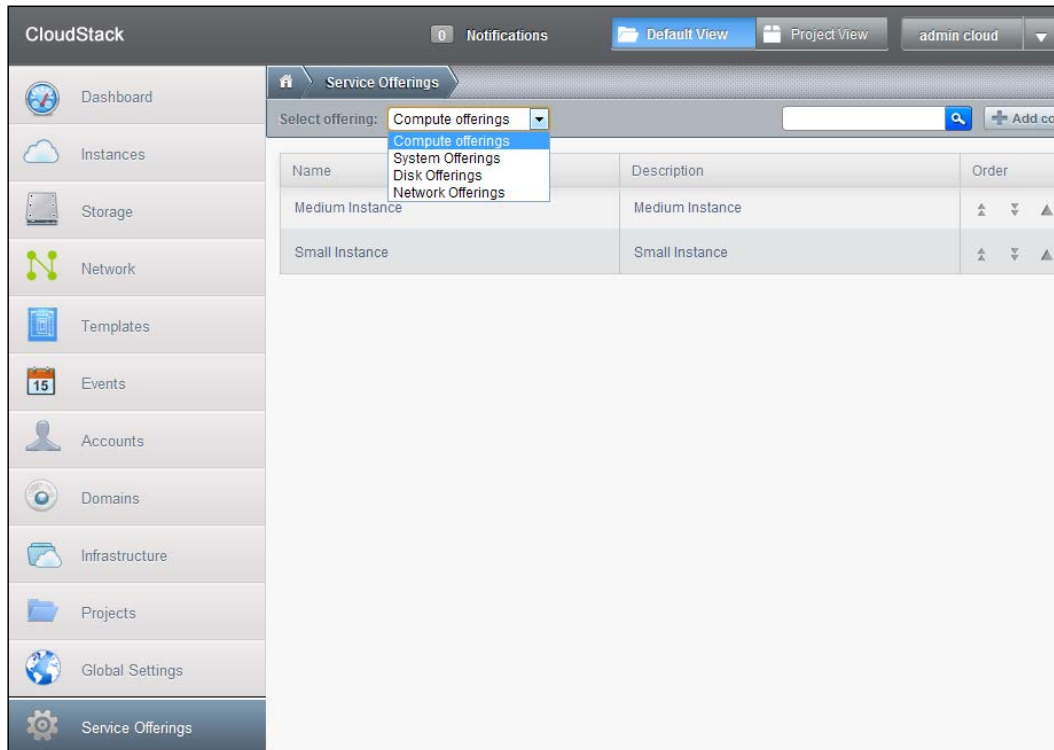 CloudStack
0 Notifications
Default View
Project View
admin cloud
Dashboard
Instances
Storage
Network
Templates
15
Events
Accounts
Domains
Infrastructure
Projects
Global Settings
Service Offerings
Service Offerings
Select offering: Compute offerings
Compute offerings
System Offerings
Disk Offerings
Network Offerings
Add co
Name Description Order
Medium Instance Medium Instance
Small Instance Small Instance